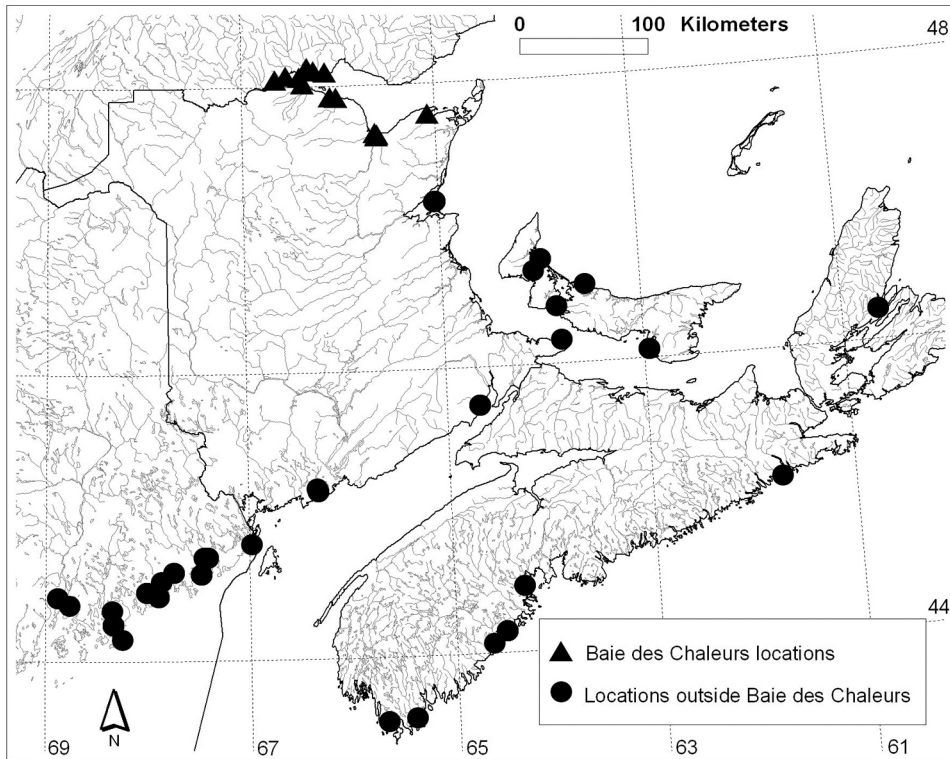 0 100 Kilometers
48
44
Baie des Chaleurs locations
Locations outside Baie des Chaleurs
N
69 67 65 63 61